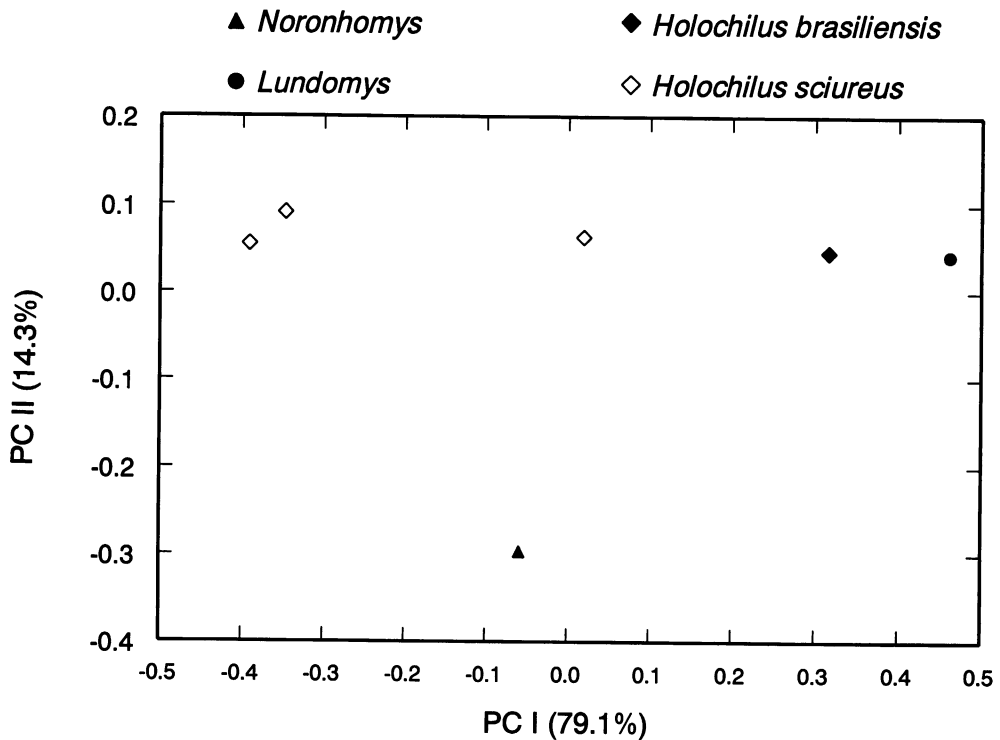 Noronhomys
Holochilus brasiliensis
Lundomys
Holochilus sciureus
0.2
0.1
0.0
-0.1
-0.2
-0.3
-0.4
PC II (14.3%)
-0.5 -0.4 -0.3 -0.2 -0.1 0.0 0.1 0.2 0.3 0.4 0.5
PC I (79.1%)